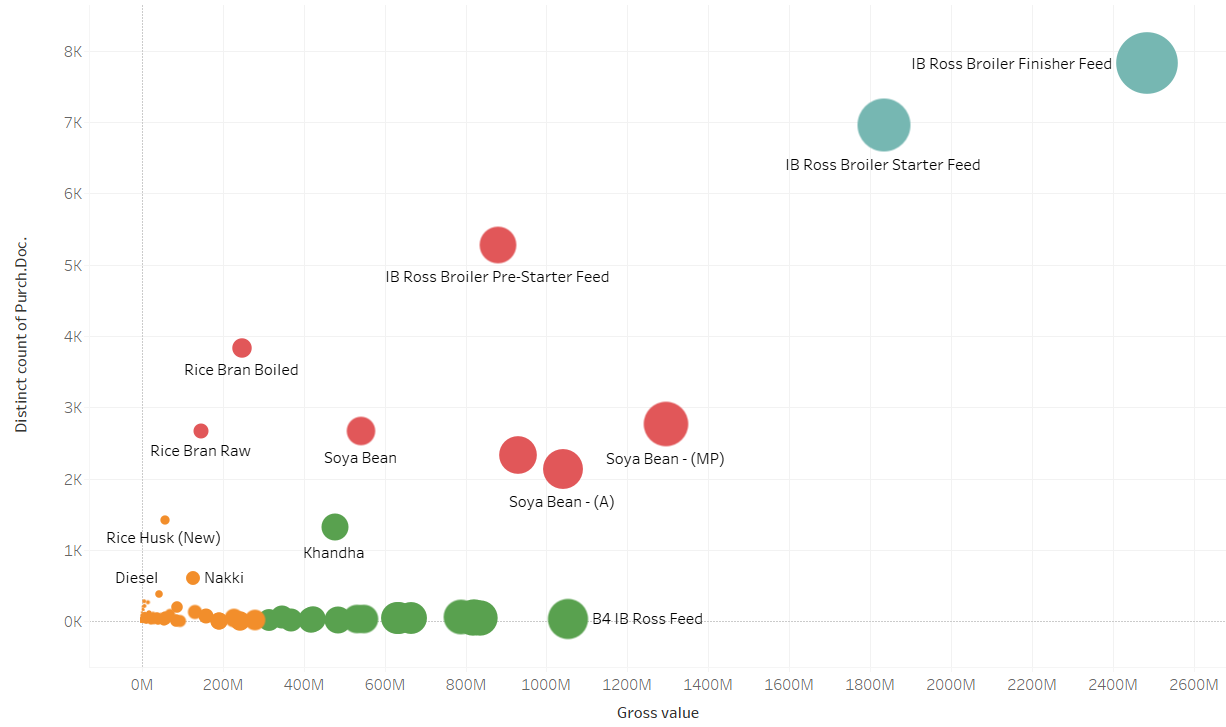 8K
IB Ross Broiler Finisher Feed
7K
IB Ross Broiler Starter Feed
6K
5K
IB Ross Broiler Pre-Starter Feed
4K
Rice Bran Boiled
3K
Rice Bran Raw
Soya Bean
Soya Bean - (MP)
2K
Soya Bean - (A)
Rice Husk (New)
1K
Khandha
Diesel
Nakki
0K
B4 IB Ross Feed
Distinct count of Purch.Doc.
0M 200M 400M 600M 800M 1000M 1200M 1400M 1600M 1800M 2000M 2200M 2400M 2600M
Gross value